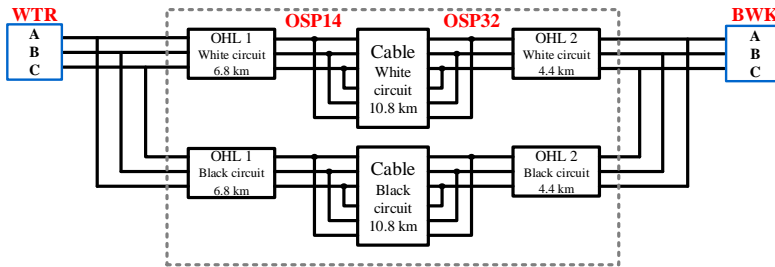 WTR
OSP14
OSP32
BWK
A
B
C
OHL 1
White circuit
6.8 km
Cable
White
circuit
10.8 km
OHL 2
White circuit
4.4 km
A
B
C
OHL 1
Black circuit
6.8 km
Cable
Black
circuit
10.8 km
OHL 2
Black circuit
4.4 km